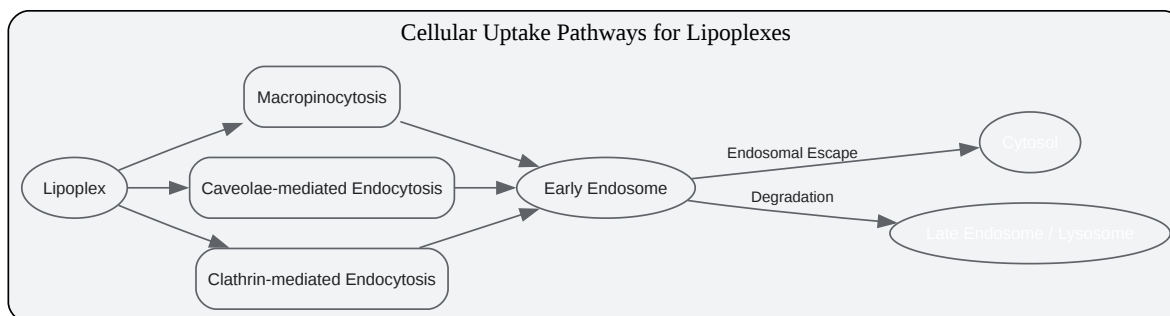 Cellular Uptake Pathways for Lipoplexes
Macropinocytosis
Lipoplex
Caveolae-mediated Endocytosis
Clathrin-mediated Endocytosis
Early Endosome
Endosomal Escape
Degradation
Cytosol
Late Endosome / Lysosome